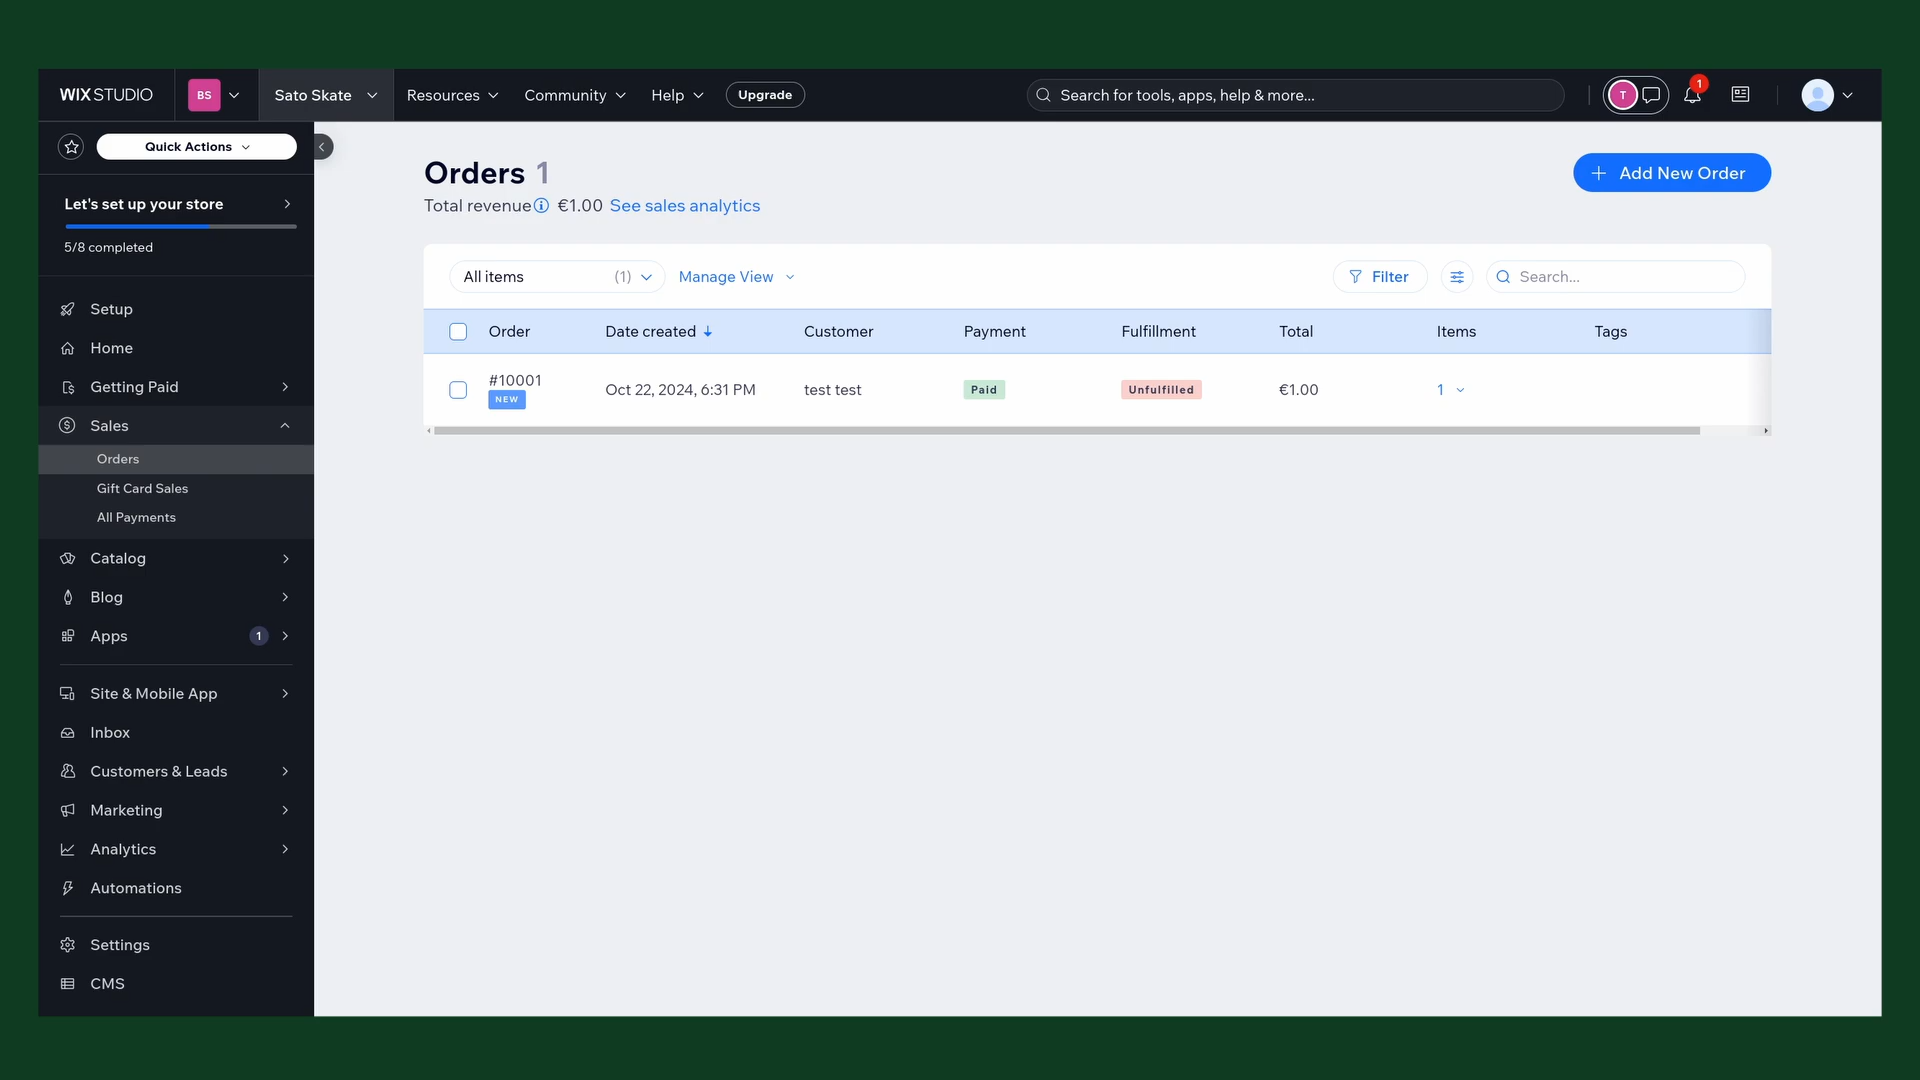 WIX STUDIO
BS
Sato Skate
Resources
Community
Help
Upgrade
Search for tools, apps, help & more...
T
1
Quick Actions
Let's set up your store
5/8 completed
Setup
Home
Getting Paid
Sales
Orders
Gift Card Sales
All Payments
Catalog
Blog
Apps
1
Site & Mobile App
Inbox
Customers & Leads
Marketing
Analytics
Automations
Settings
CMS
Orders 1
Total revenue €1.00 See sales analytics
Add New Order
All items (1)
Manage View
Filter
Search...
Order Date created Customer Payment Fulfillment Total Items Tags
#10001
NEW
Oct 22, 2024, 6:31 PM test test Paid Unfulfilled €1.00 1